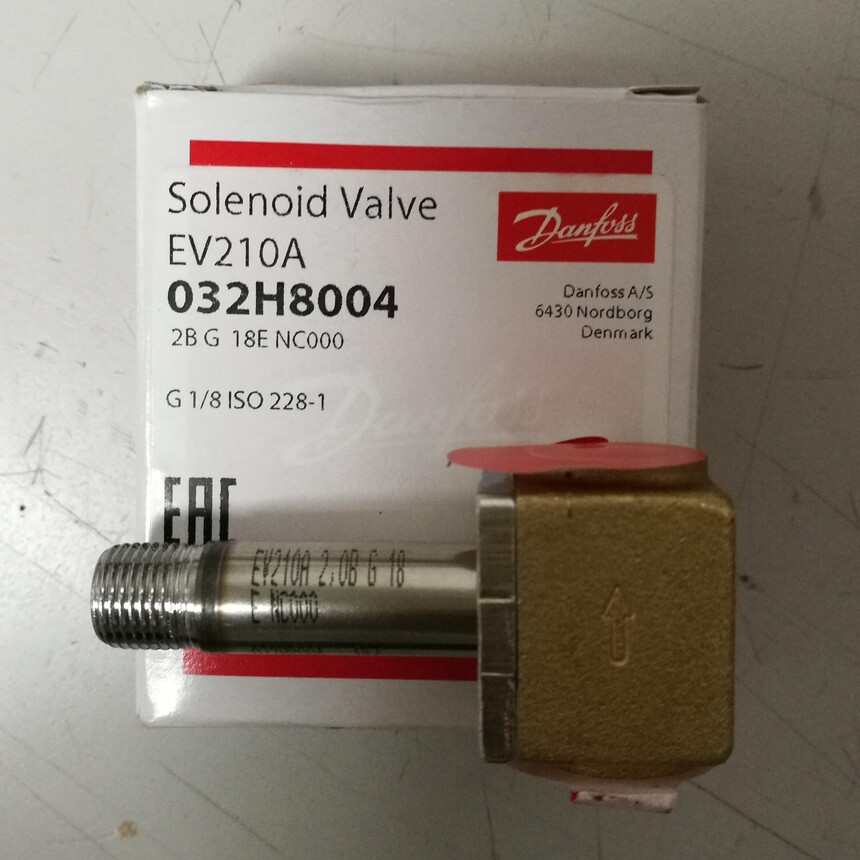 Solenoid Valve
EV210A
032H8004
2B G 18E NC000
G 1/8 ISO 228-1
Danfoss
Danfoss A/S
6430 Nordborg
Denmark
Danfoss
EAC
EV210A 2,0B G 18
E NC000